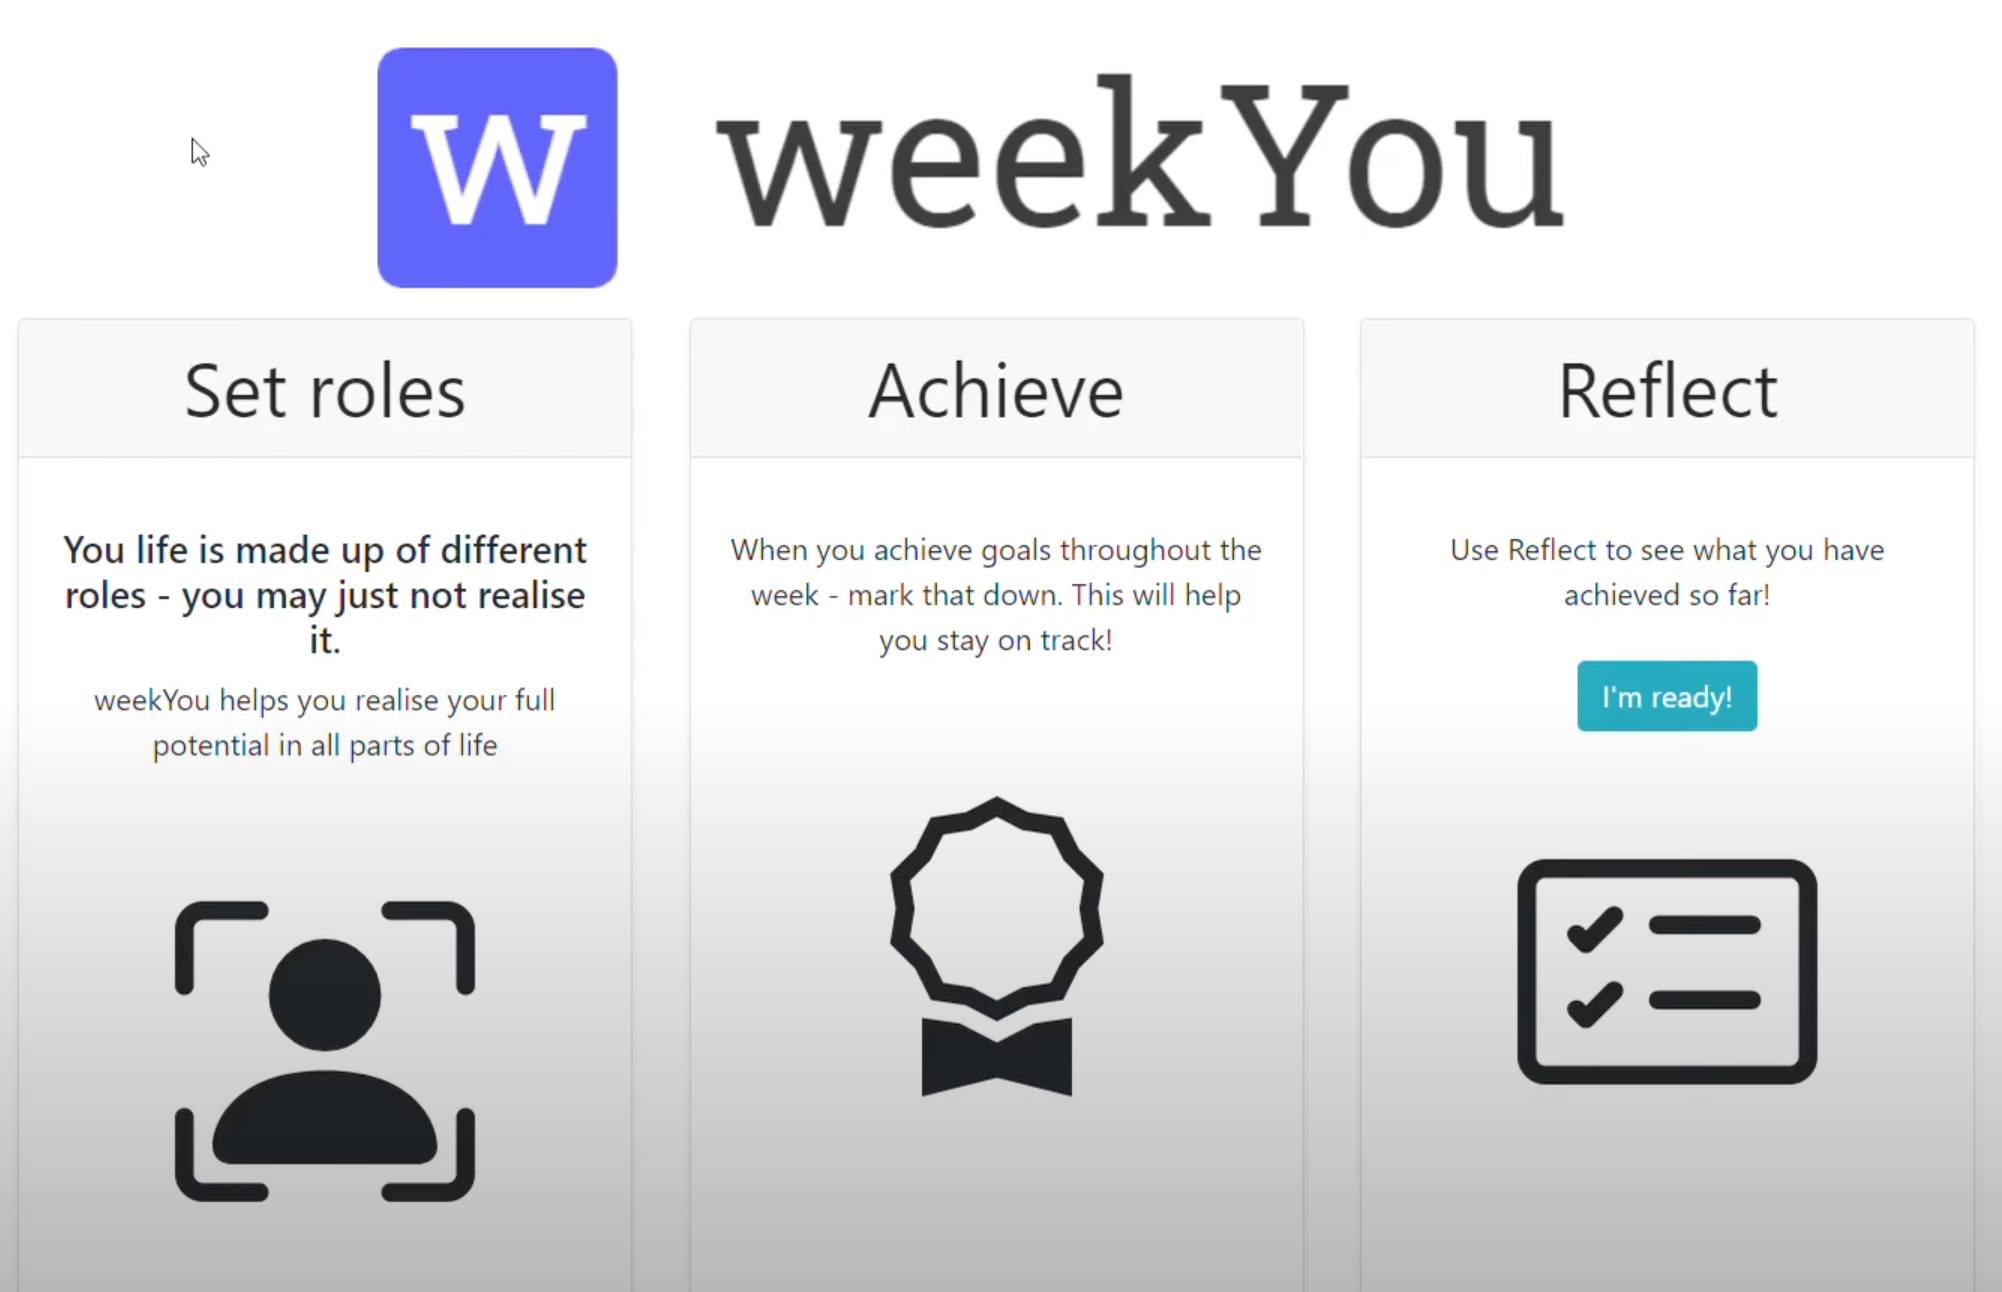 w weekYou
Set roles
You life is made up of different
roles - you may just not realise
it.
weekYou helps you realise your full
potential in all parts of life
Achieve
When you achieve goals throughout the
week - mark that down. This will help
you stay on track!
Reflect
Use Reflect to see what you have
achieved so far!
I'm ready!